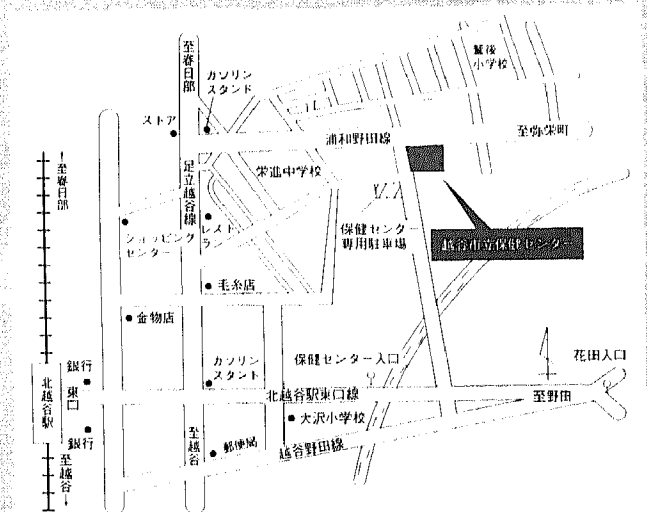 至春日部
ガソリン
スタンド
鷺後
小学校
ストア
浦和野田線
至弥栄町
←至春日部
足立越谷線
栄進中学校
レスト
ラン
ショッピング
センター
保健センター
専用駐車場
越谷市立保健センター
毛糸店
金物店
銀行
東口
北越谷駅
ガソリン
スタント
保健センター入口
花田入口
北越谷駅東口線
至野田
大沢小学校
銀行
至越谷→
至越谷
郵便局
越谷野田線